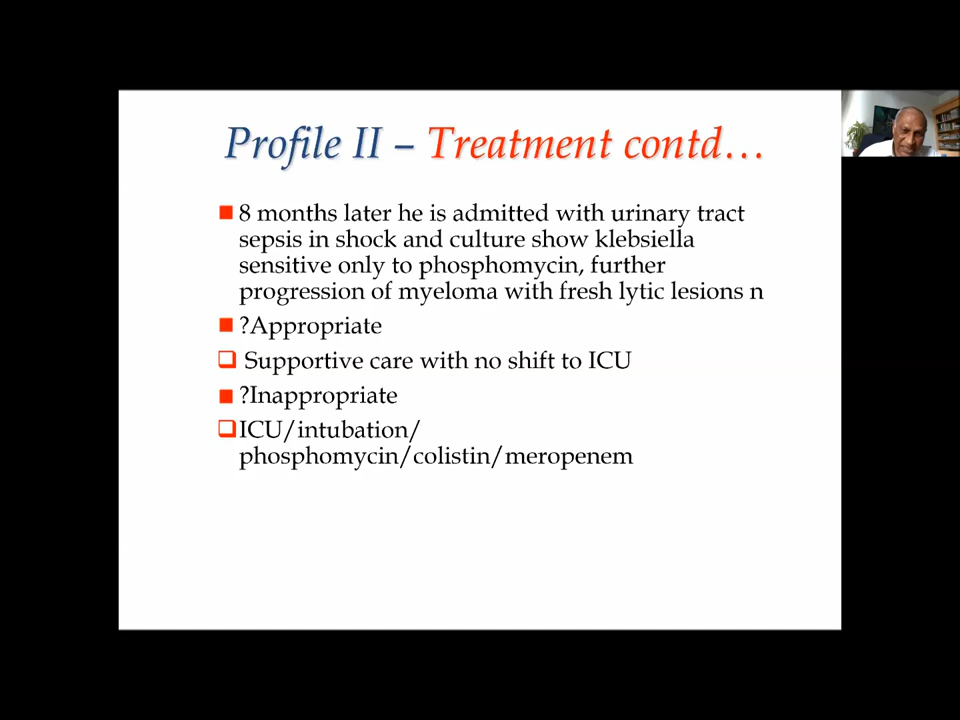 Profile II – Treatment contd…
8 months later he is admitted with urinary tract
sepsis in shock and culture show klebsiella
sensitive only to phosphomycin, further
progression of myeloma with fresh lytic lesions n
?Appropriate
Supportive care with no shift to ICU
?Inappropriate
ICU/intubation/
phosphomycin/colistin/meropenem